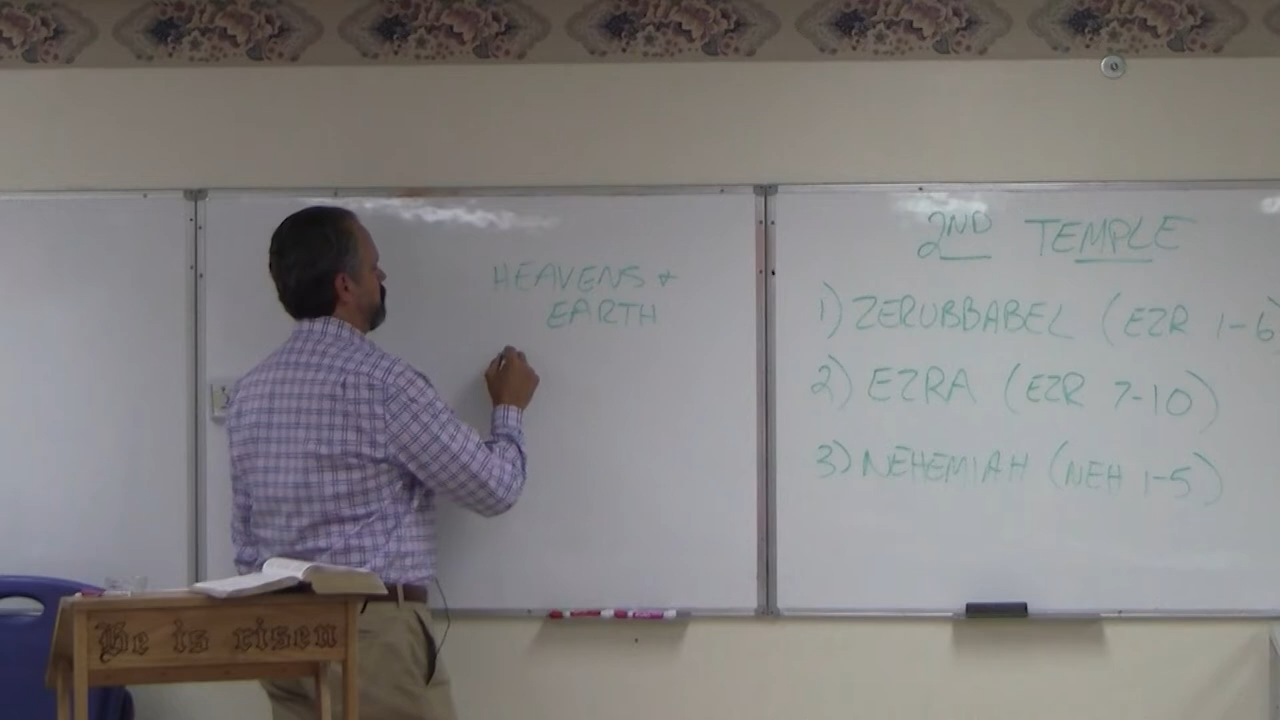 HEAVENS +
EARTH
2ND TEMPLE
1) ZERUBBABEL (EZR 1-6)
2) EZRA (EZR 7-10)
3) NEHEMIAH (NEH 1-5)
He is risen